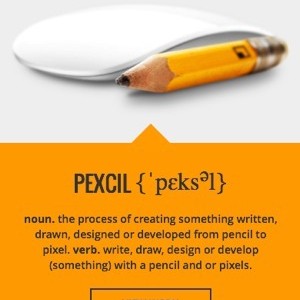 PEXCIL {ˈpɛksᵊl}
noun. the process of creating something written,
drawn, designed or developed from pencil to
pixel. verb. write, draw, design or develop
(something) with a pencil and or pixels.